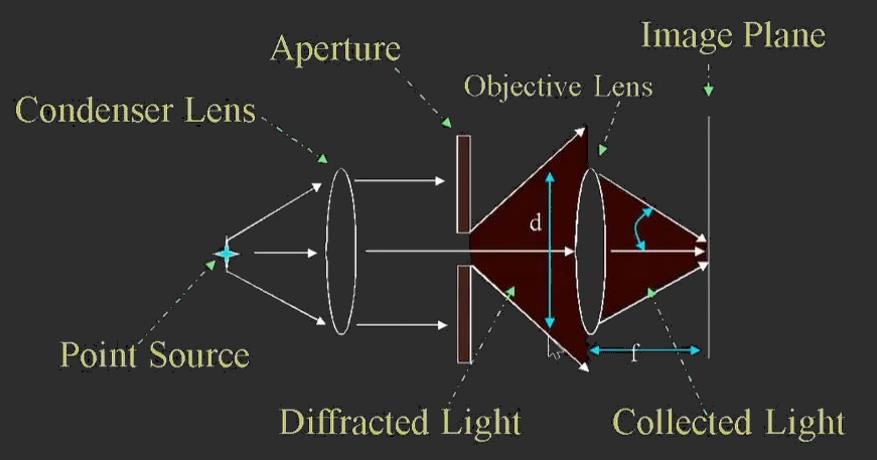 Image Plane
Aperture
Objective Lens
Condenser Lens
d
f
Point Source
Diffracted Light
Collected Light